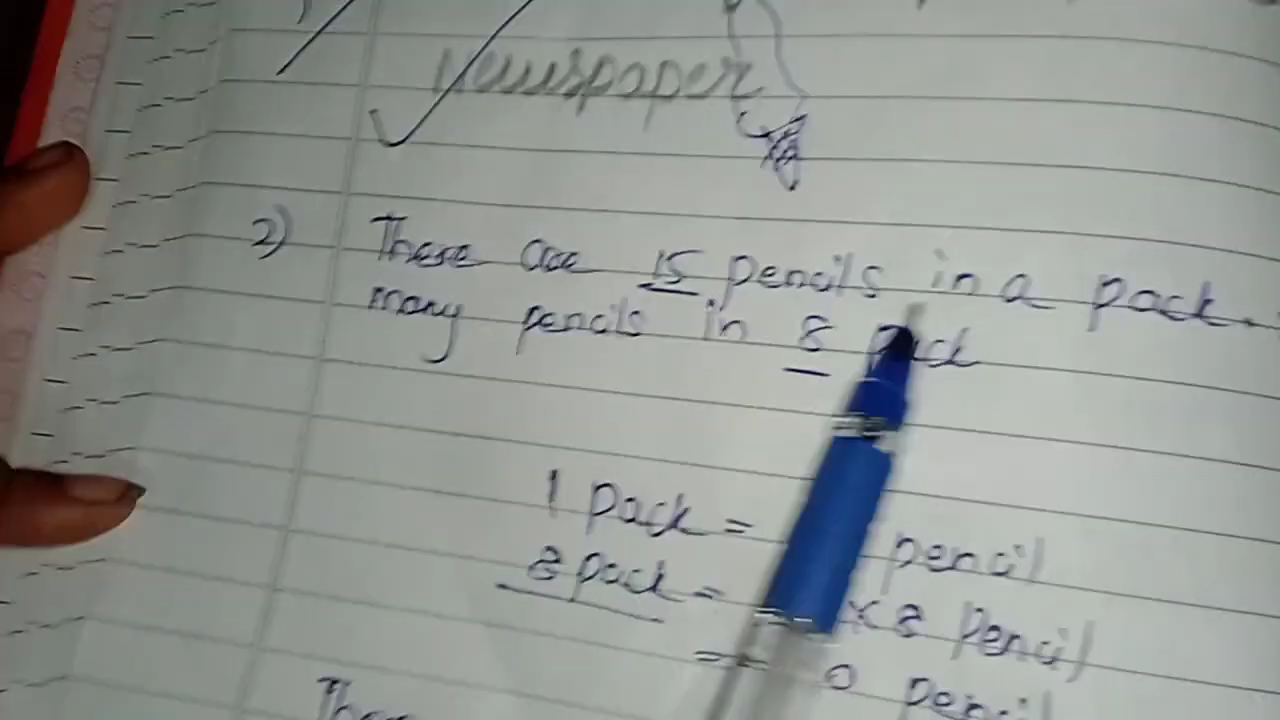 Newspaper
2) There are 15 pencils in a pack.
many pencils in 8 pack
1 pack = pencil
8 pack = x 8 Pencil
= 0 pencil